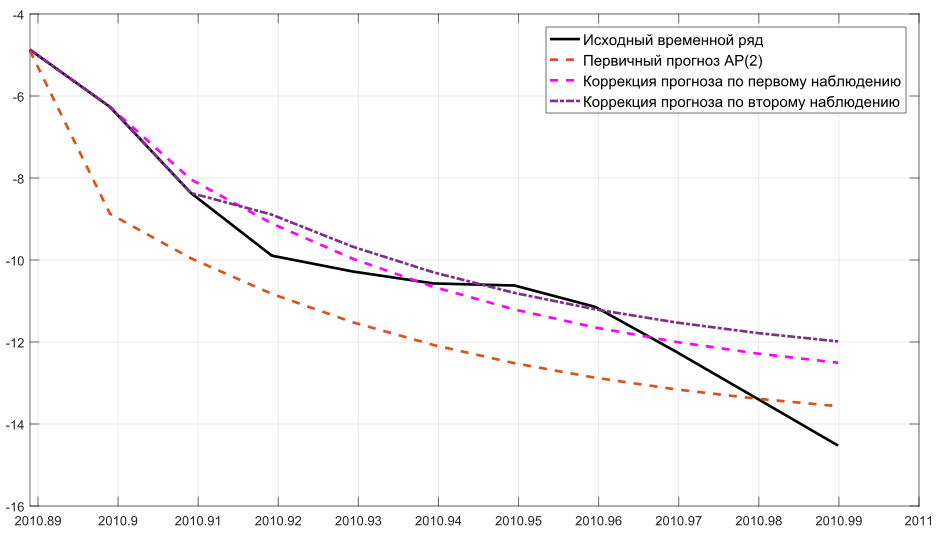 -4
Исходный временной ряд
Первичный прогноз АР(2)
Коррекция прогноза по первому наблюдению
Коррекция прогноза по второму наблюдению
-6
-8
-10
-12
-14
-16
2010.89 2010.9 2010.91 2010.92 2010.93 2010.94 2010.95 2010.96 2010.97 2010.98 2010.99 2011